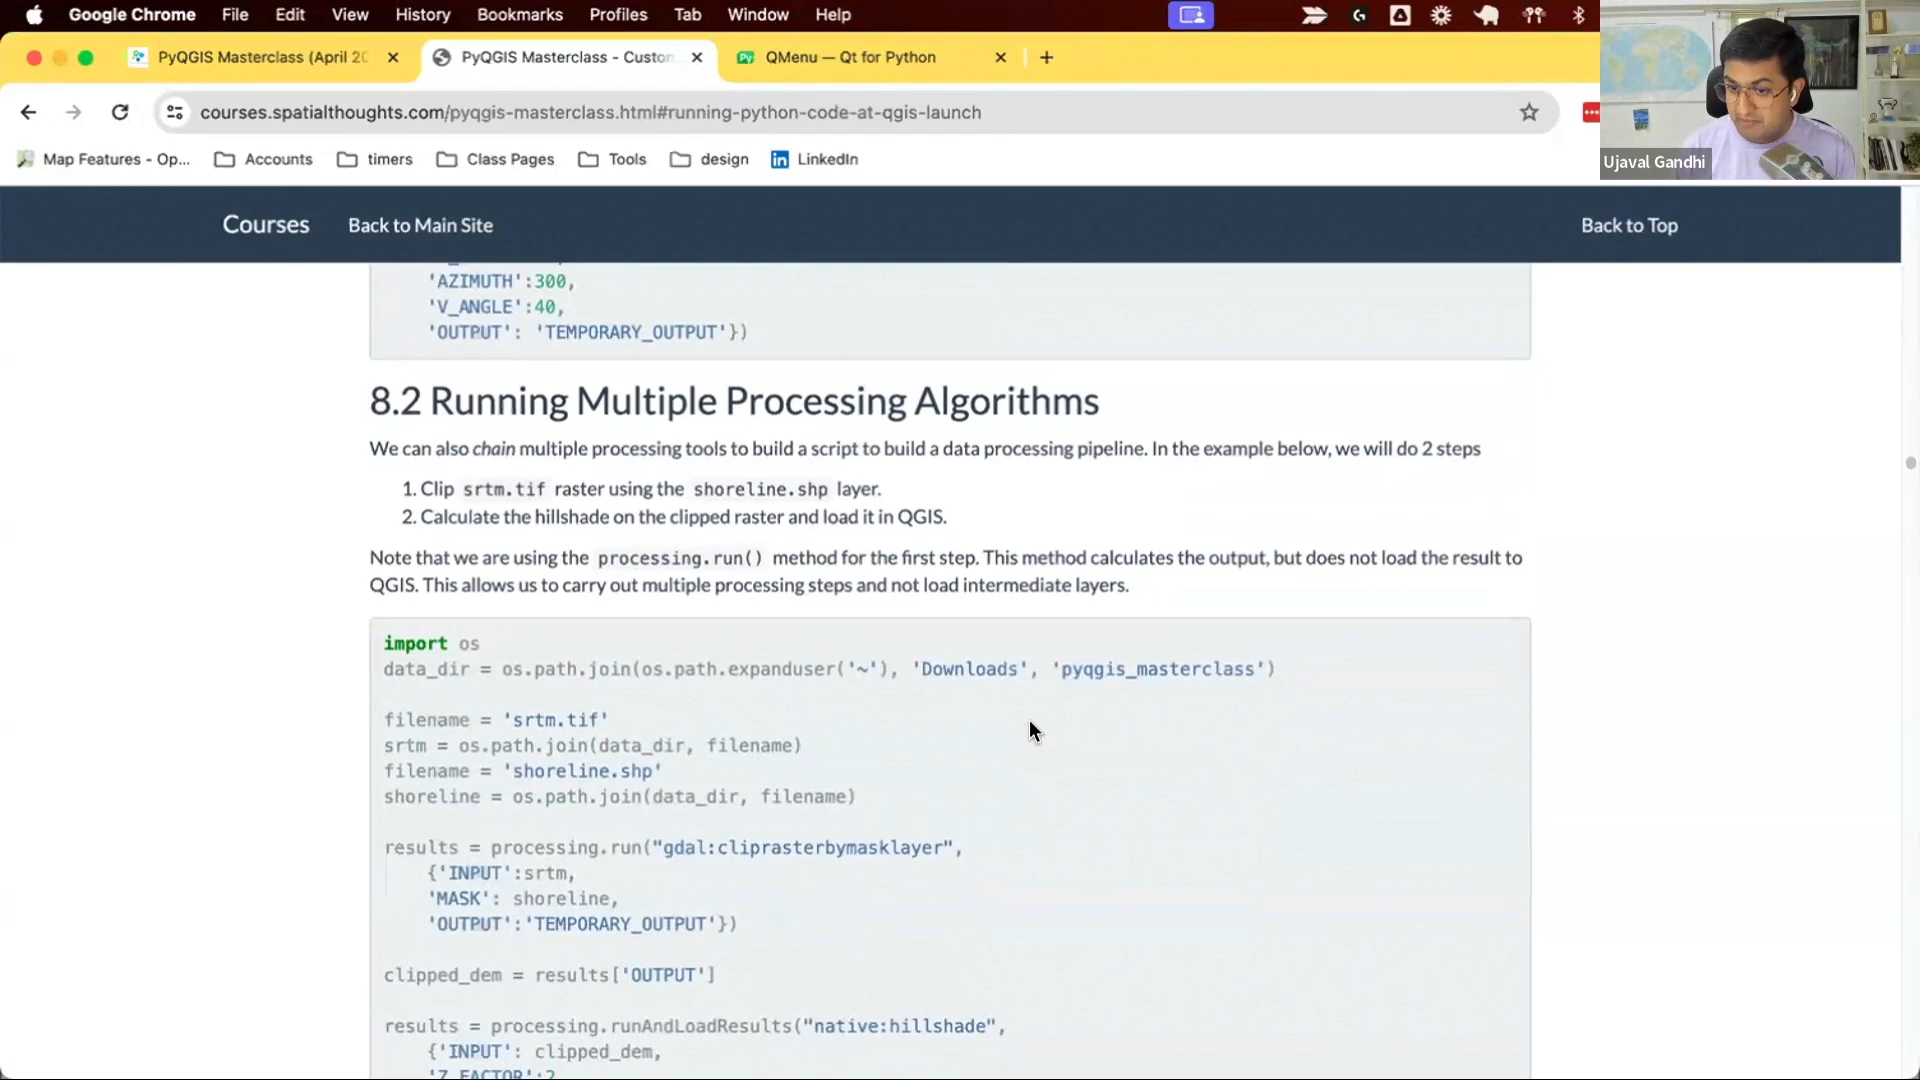 Google Chrome File Edit View History Bookmarks Profiles Tab Window Help
PyQGIS Masterclass (April 20
PyQGIS Masterclass - Custon
QMenu — Qt for Python
courses.spatialthoughts.com/pyqgis-masterclass.html#running-python-code-at-qgis-launch
Map Features - Op... Accounts timers Class Pages Tools design LinkedIn
Ujaval Gandhi
Courses Back to Main Site Back to Top
'AZIMUTH':300,
'V_ANGLE':40,
'OUTPUT': 'TEMPORARY_OUTPUT'})
8.2 Running Multiple Processing Algorithms
We can also chain multiple processing tools to build a script to build a data processing pipeline. In the example below, we will do 2 steps
1. Clip srtm.tif raster using the shoreline.shp layer.
2. Calculate the hillshade on the clipped raster and load it in QGIS.
Note that we are using the processing.run() method for the first step. This method calculates the output, but does not load the result to
QGIS. This allows us to carry out multiple processing steps and not load intermediate layers.
import os
data_dir = os.path.join(os.path.expanduser('~'), 'Downloads', 'pyqgis_masterclass')
filename = 'srtm.tif'
srtm = os.path.join(data_dir, filename)
filename = 'shoreline.shp'
shoreline = os.path.join(data_dir, filename)
results = processing.run("gdal:cliprasterbymasklayer",
{'INPUT':srtm,
'MASK': shoreline,
'OUTPUT':'TEMPORARY_OUTPUT'})
clipped_dem = results['OUTPUT']
results = processing.runAndLoadResults("native:hillshade",
{'INPUT': clipped_dem,
'Z_FACTOR':2